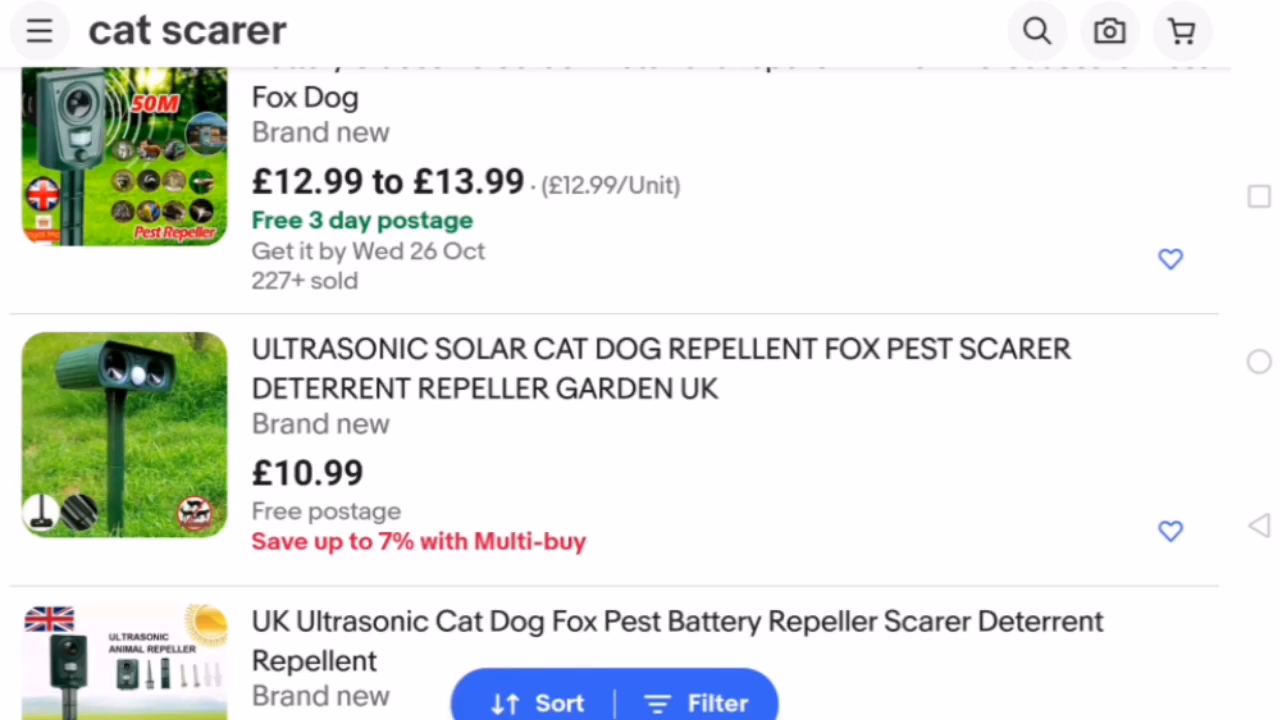 cat scarer
Fox Dog
Brand new
£12.99 to £13.99 · (£12.99/Unit)
Free 3 day postage
Get it by Wed 26 Oct
227+ sold
50M
Pest Repeller
ULTRASONIC SOLAR CAT DOG REPELLENT FOX PEST SCARER
DETERRENT REPELLER GARDEN UK
Brand new
£10.99
Free postage
Save up to 7% with Multi-buy
UK Ultrasonic Cat Dog Fox Pest Battery Repeller Scarer Deterrent
Repellent
Brand new
ULTRASONIC
ANIMAL REPELLER
Sort
Filter